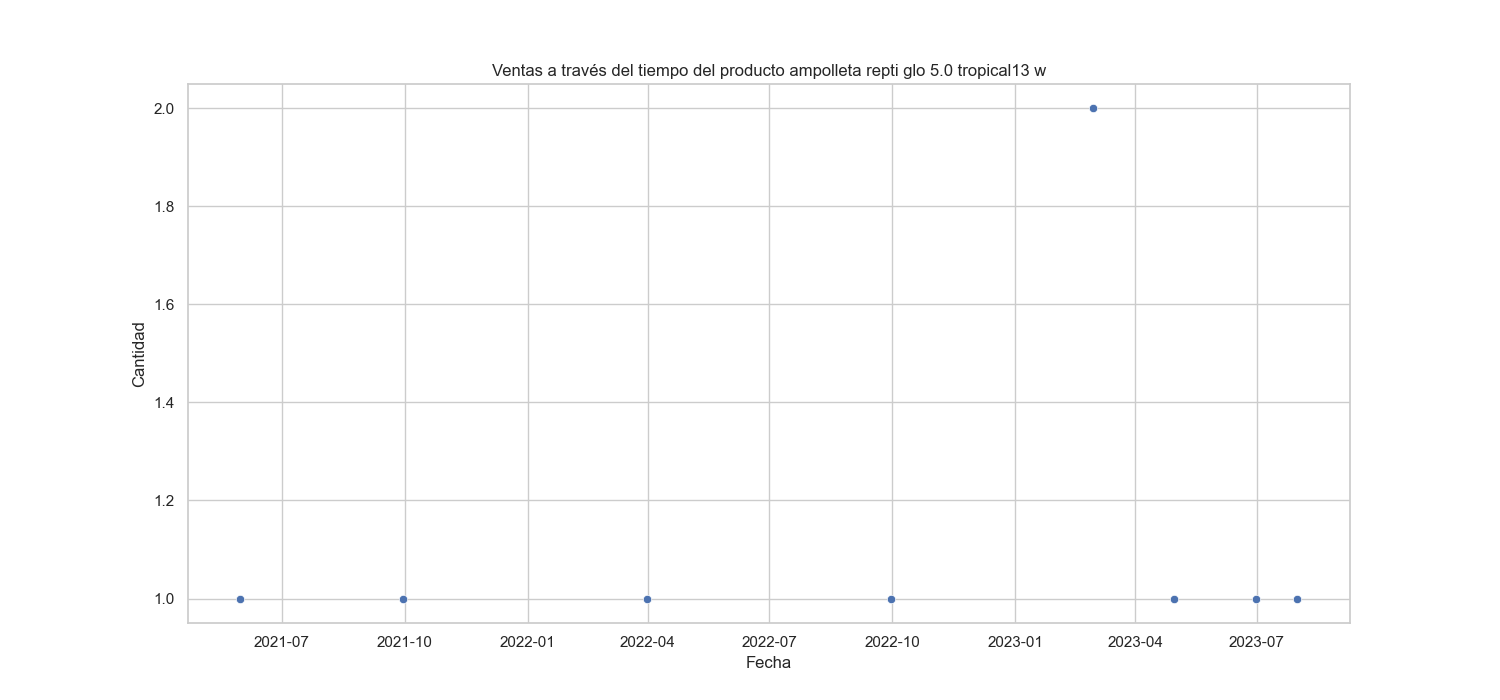 Ventas a través del tiempo del producto ampolleta repti glo 5.0 tropical13 w
2.0
1.8
1.6
1.4
1.2
1.0
Cantidad
2021-07 2021-10 2022-01 2022-04 2022-07 2022-10 2023-01 2023-04 2023-07
Fecha